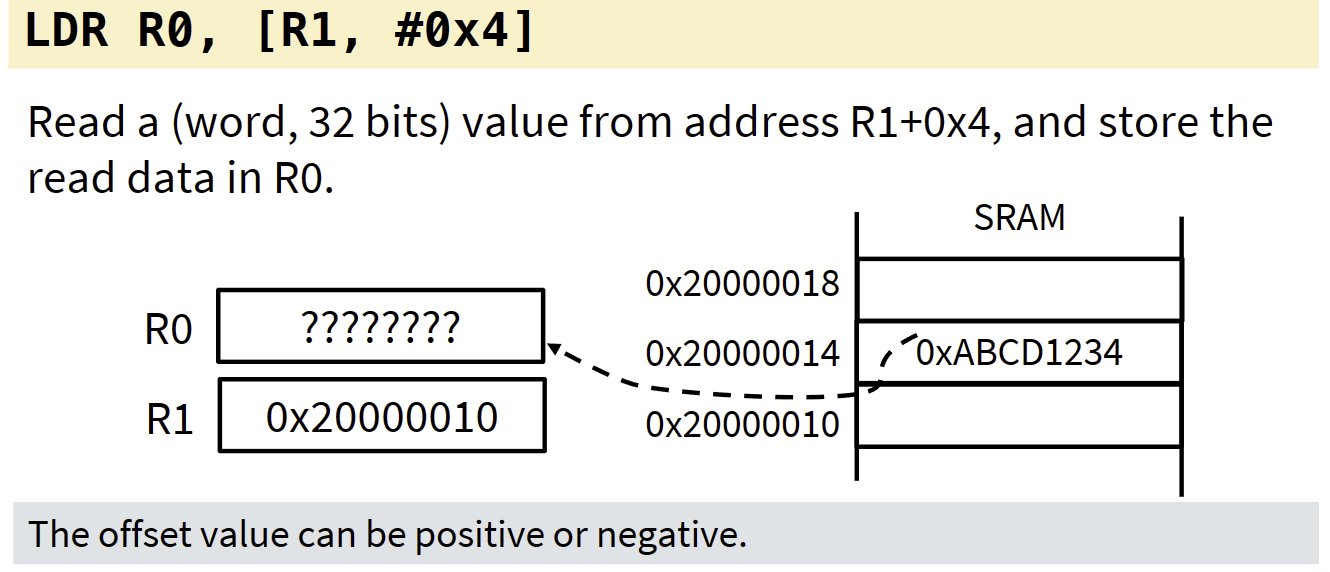 LDR R0, [R1, #0x4]
Read a (word, 32 bits) value from address R1+0x4, and store the
read data in R0.
SRAM
0x20000018
R0 ????????
0x20000014 0xABCD1234
R1 0x20000010
0x20000010
The offset value can be positive or negative.